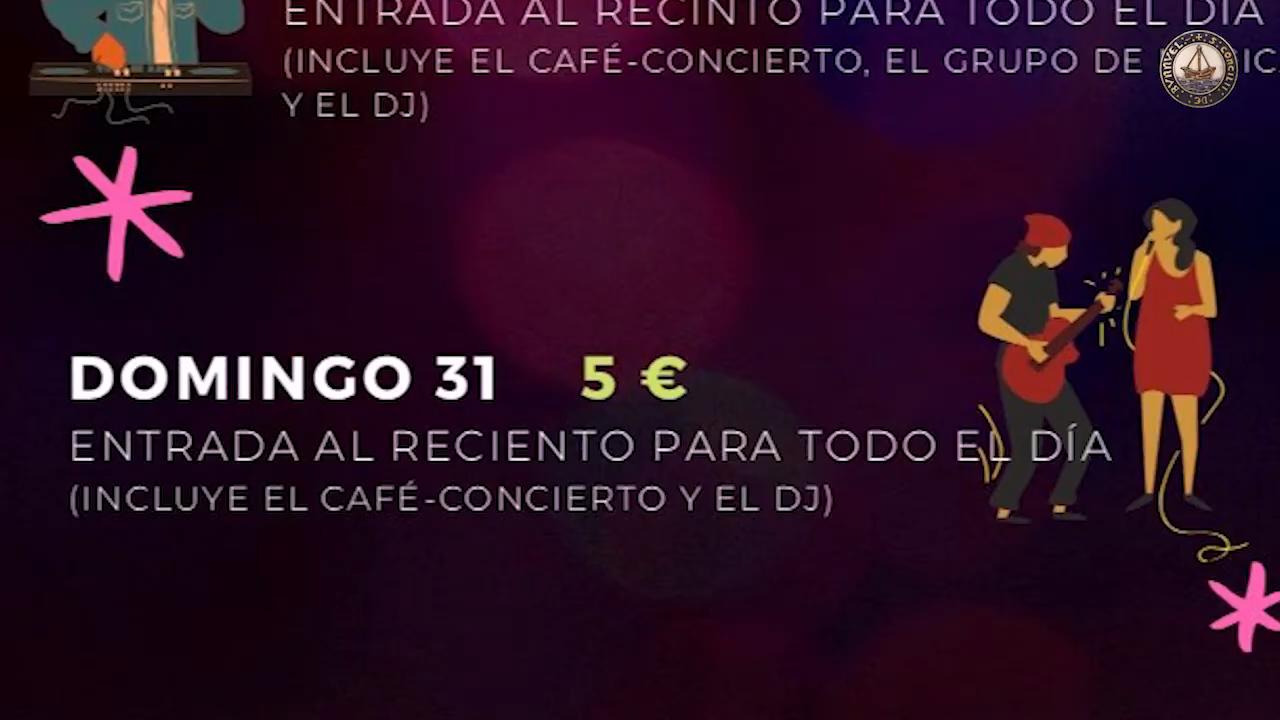 ENTRADA AL RECINTO PARA TODO EL DÍA
(INCLUYE EL CAFÉ-CONCIERTO, EL GRUPO DE
Y EL DJ)
DOMINGO 31 5 €
ENTRADA AL RECIENTO PARA TODO EL DÍA
(INCLUYE EL CAFÉ-CONCIERTO Y EL DJ)